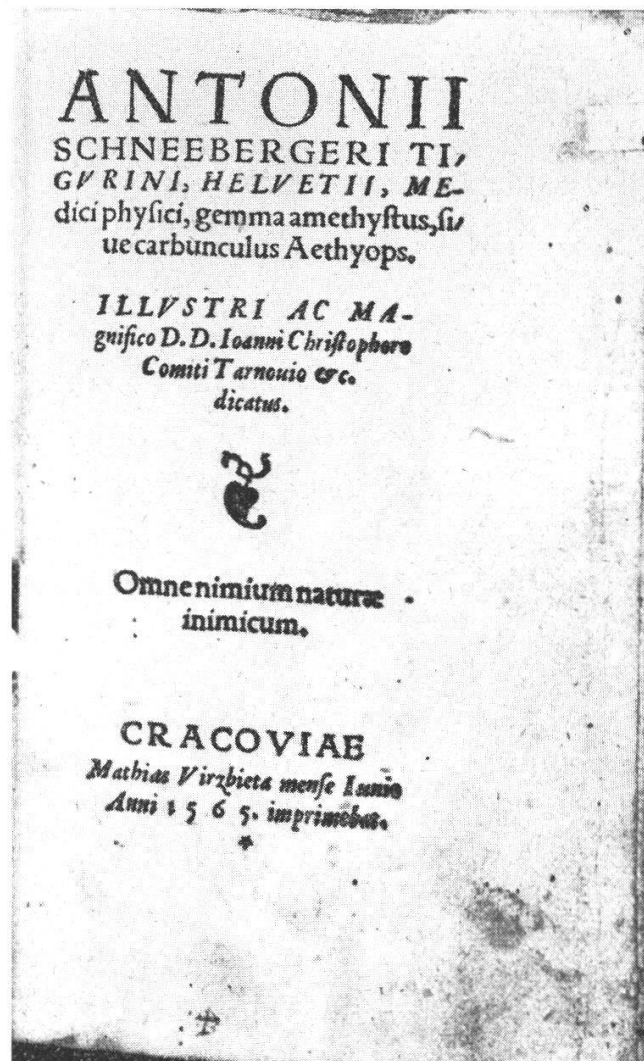 ANTONII
SCHNEEBERGERI TI,
GVRINI, HELVETII, ME-
dici phyſici, gemma amethyſtus, ſi,
ue carbunculus Aethyops.
ILLVSTRI AC MA-
gnifico D. D. Ioanni Chriſtophoro
Comiti Tarnouio &c.
dicatus.
Omne nimium naturæ
inimicum.
CRACOVIAE
Mathias Virzbieta menſe Iunio
Anni 1565. imprimebat.